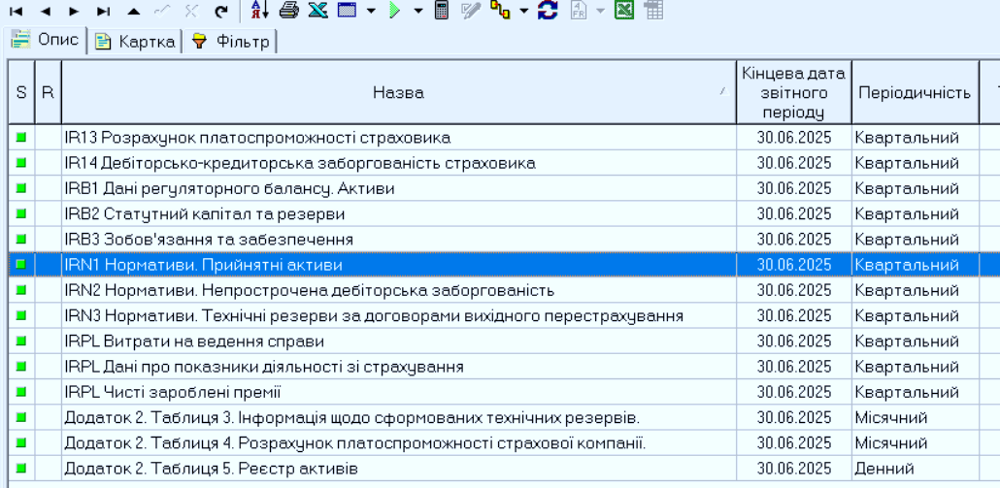 Опис Картка Фільтр
S R Назва Кінцева дата звітного періоду Періодичність
IR13 Розрахунок платоспроможності страховика 30.06.2025 Квартальний
IR14 Дебіторсько-кредиторська заборгованість страховика 30.06.2025 Квартальний
IRB1 Дані регуляторного балансу. Активи 30.06.2025 Квартальний
IRB2 Статутний капітал та резерви 30.06.2025 Квартальний
IRB3 Зобов'язання та забезпечення 30.06.2025 Квартальний
IRN1 Нормативи. Прийнятні активи 30.06.2025 Квартальний
IRN2 Нормативи. Непрострочена дебіторська заборгованість 30.06.2025 Квартальний
IRN3 Нормативи. Технічні резерви за договорами вихідного перестрахування 30.06.2025 Квартальний
IRPL Витрати на ведення справи 30.06.2025 Квартальний
IRPL Дані про показники діяльності зі страхування 30.06.2025 Квартальний
IRPL Чисті зароблені премії 30.06.2025 Квартальний
Додаток 2. Таблиця 3. Інформація щодо сформованих технічних резервів. 30.06.2025 Місячний
Додаток 2. Таблиця 4. Розрахунок платоспроможності страхової компанії. 30.06.2025 Місячний
Додаток 2. Таблиця 5. Реєстр активів 30.06.2025 Денний